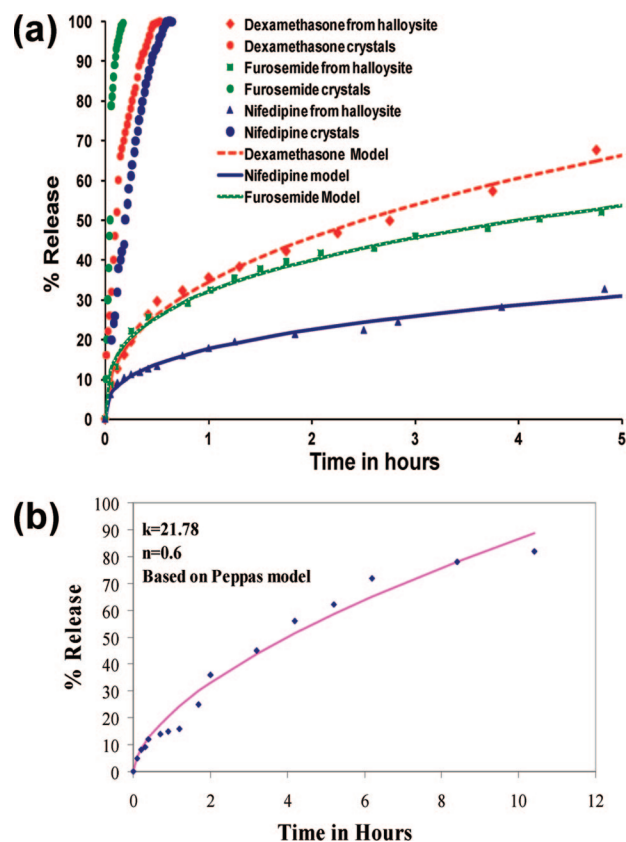 (a)
100
90
80
70
60
50
40
30
20
10
0
% Release
Dexamethasone from halloysite
Dexamethasone crystals
Furosemide from halloysite
Furosemide crystals
Nifedipine from halloysite
Nifedipine crystals
Dexamethasone Model
Nifedipine model
Furosemide Model
0 1 2 3 4 5
Time in hours
(b)
100
90
80
70
60
50
40
30
20
10
0
% Release
k=21.78
n=0.6
Based on Peppas model
0 2 4 6 8 10 12
Time in Hours